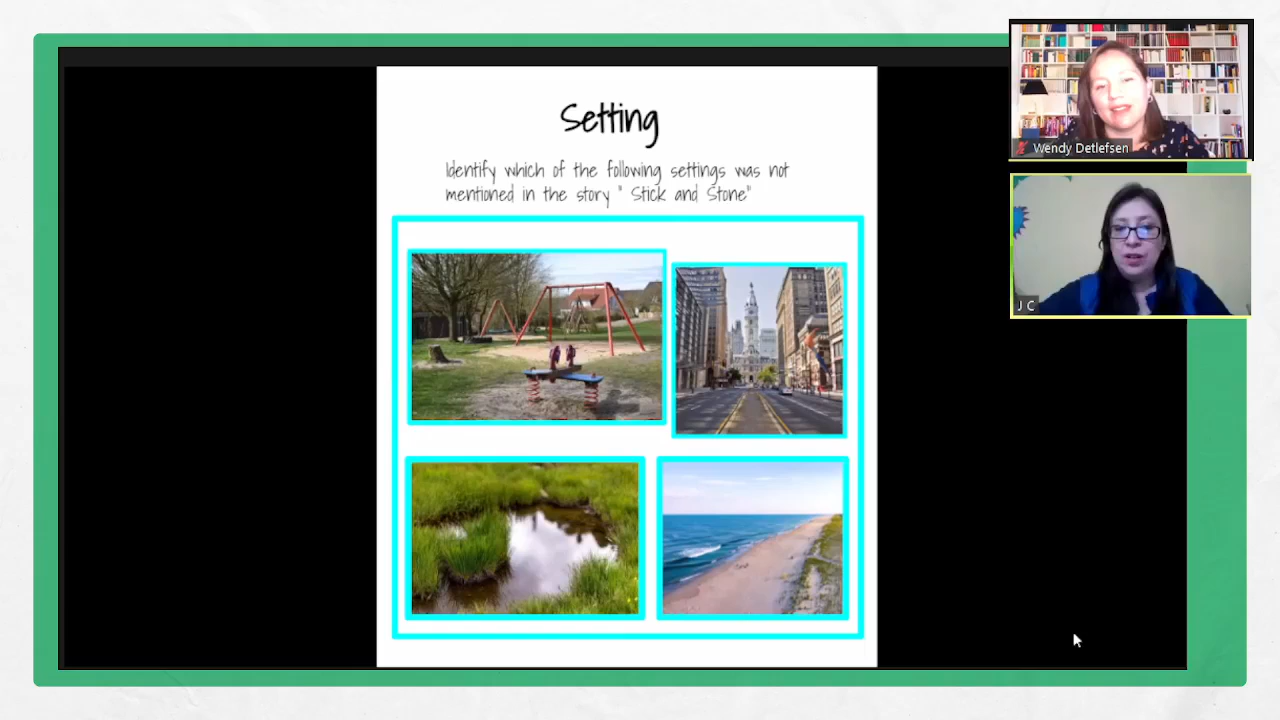 Setting
Identify which of the following settings was not
mentioned in the story " Stick and Stone"
Wendy Detlefsen
J C